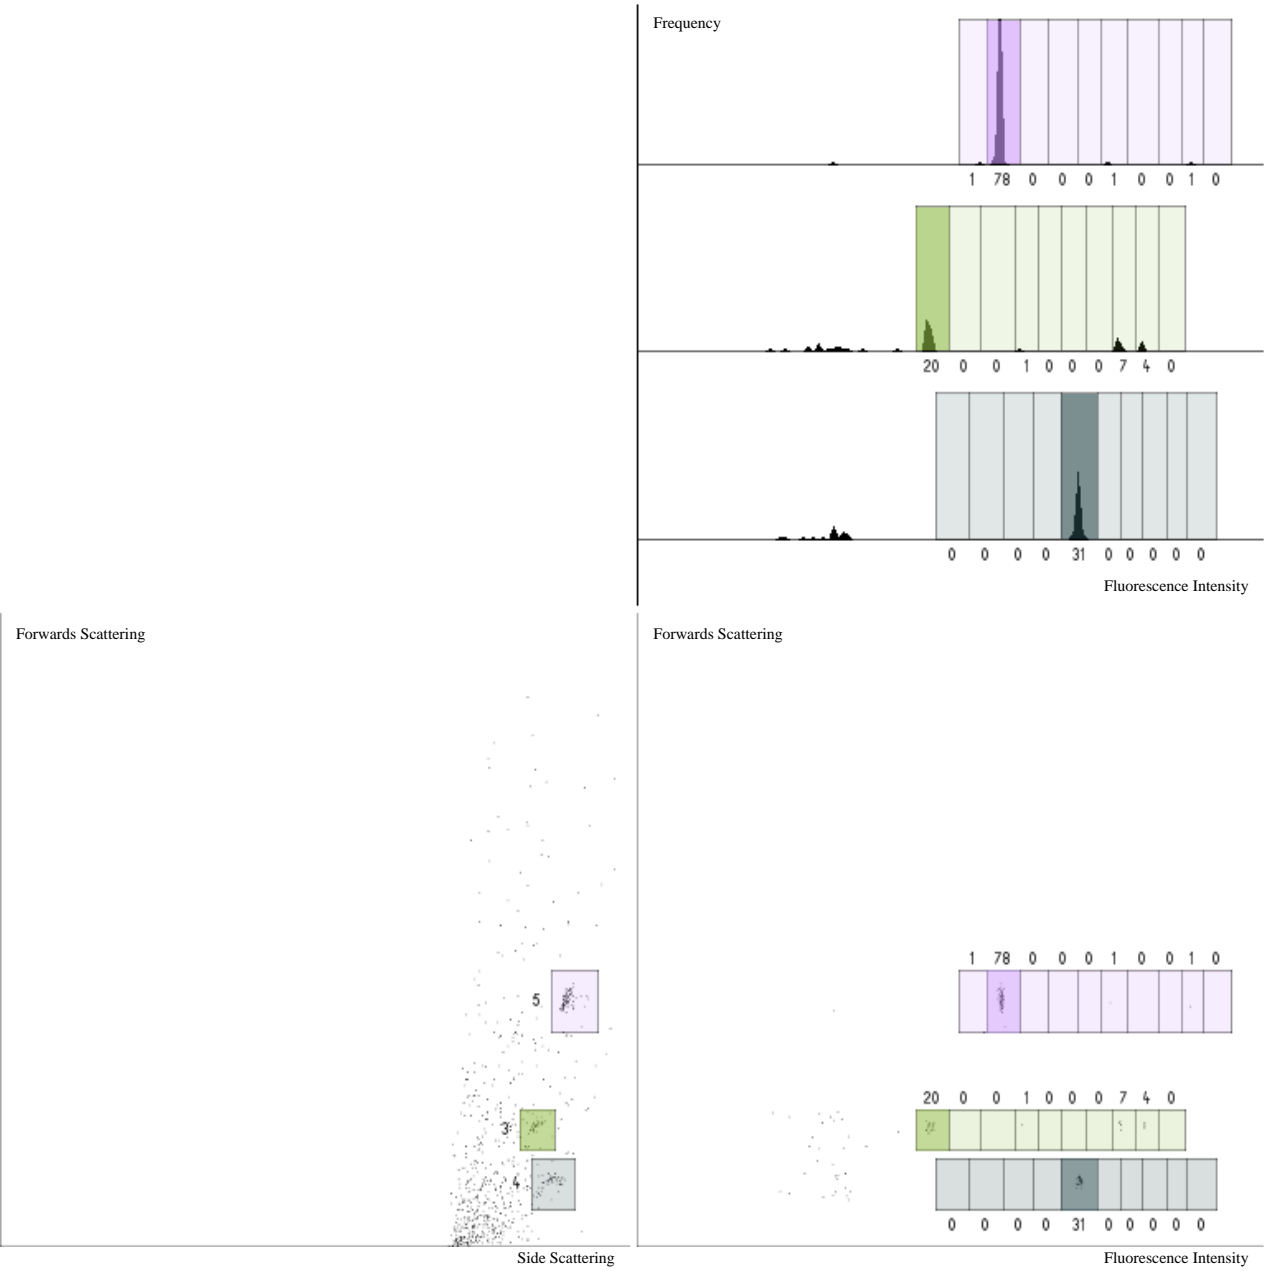 Frequency
1 78 0 0 0 1 0 0 1 0
20 0 0 1 0 0 0 7 4 0
0 0 0 0 31 0 0 0 0 0
Fluorescence Intensity
Forwards Scattering
5
3
4
Side Scattering
Forwards Scattering
1 78 0 0 0 1 0 0 1 0
20 0 0 1 0 0 0 7 4 0
0 0 0 0 31 0 0 0 0 0
Fluorescence Intensity